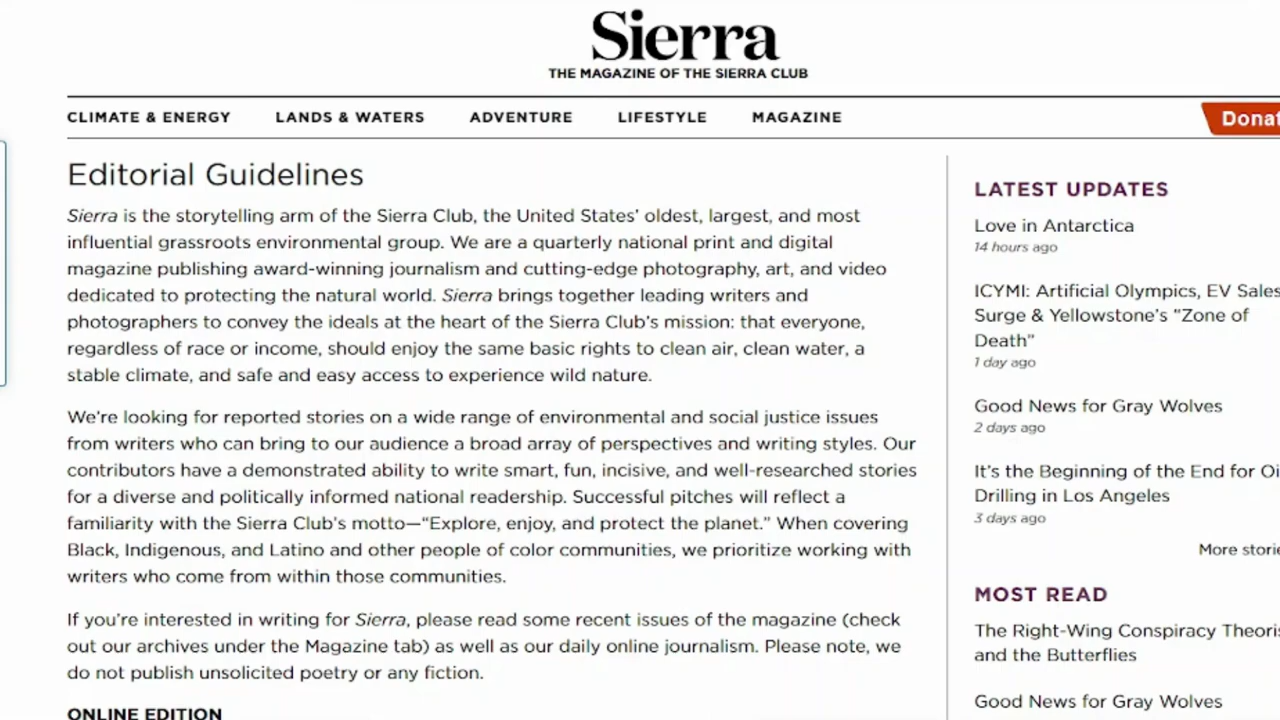 Sierra
THE MAGAZINE OF THE SIERRA CLUB
CLIMATE & ENERGY LANDS & WATERS ADVENTURE LIFESTYLE MAGAZINE
Donat
Editorial Guidelines
Sierra is the storytelling arm of the Sierra Club, the United States’ oldest, largest, and most
influential grassroots environmental group. We are a quarterly national print and digital
magazine publishing award-winning journalism and cutting-edge photography, art, and video
dedicated to protecting the natural world. Sierra brings together leading writers and
photographers to convey the ideals at the heart of the Sierra Club’s mission: that everyone,
regardless of race or income, should enjoy the same basic rights to clean air, clean water, a
stable climate, and safe and easy access to experience wild nature.
We’re looking for reported stories on a wide range of environmental and social justice issues
from writers who can bring to our audience a broad array of perspectives and writing styles. Our
contributors have a demonstrated ability to write smart, fun, incisive, and well-researched stories
for a diverse and politically informed national readership. Successful pitches will reflect a
familiarity with the Sierra Club’s motto—“Explore, enjoy, and protect the planet.” When covering
Black, Indigenous, and Latino and other people of color communities, we prioritize working with
writers who come from within those communities.
If you’re interested in writing for Sierra, please read some recent issues of the magazine (check
out our archives under the Magazine tab) as well as our daily online journalism. Please note, we
do not publish unsolicited poetry or any fiction.
ONLINE EDITION
LATEST UPDATES
Love in Antarctica
14 hours ago
ICYMI: Artificial Olympics, EV Sales
Surge & Yellowstone’s “Zone of
Death”
1 day ago
Good News for Gray Wolves
2 days ago
It’s the Beginning of the End for Oi
Drilling in Los Angeles
3 days ago
More storie
MOST READ
The Right-Wing Conspiracy Theoris
and the Butterflies
Good News for Gray Wolves